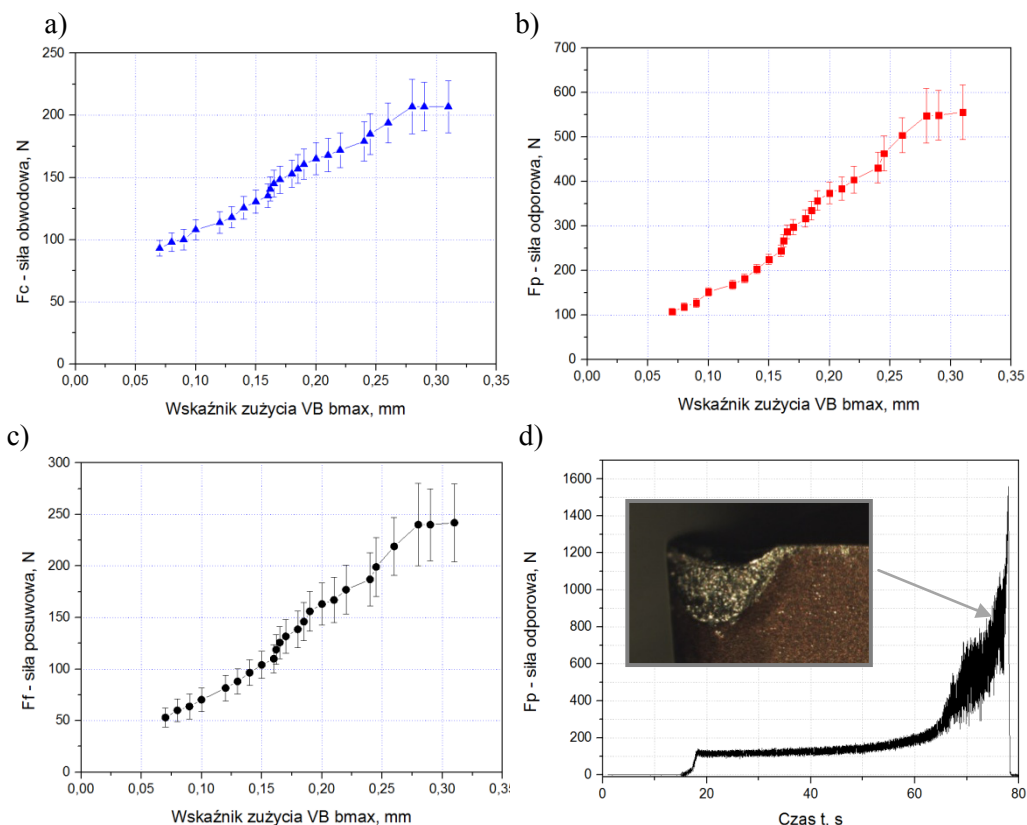 a)
250
200
150
100
50
0
Fc - siła obwodowa, N
0,00 0,05 0,10 0,15 0,20 0,25 0,30 0,35
Wskaźnik zużycia VB bmax, mm
b)
700
600
500
400
300
200
100
0
Fp - siła odporowa, N
0,00 0,05 0,10 0,15 0,20 0,25 0,30 0,35
Wskaźnik zużycia VB bmax, mm
c)
300
250
200
150
100
50
0
Ff - siła posuwowa, N
0,00 0,05 0,10 0,15 0,20 0,25 0,30 0,35
Wskaźnik zużycia VB bmax, mm
d)
1600
1400
1200
1000
800
600
400
200
0
Fp - siła odporowa, N
0 20 40 60 80
Czas t, s